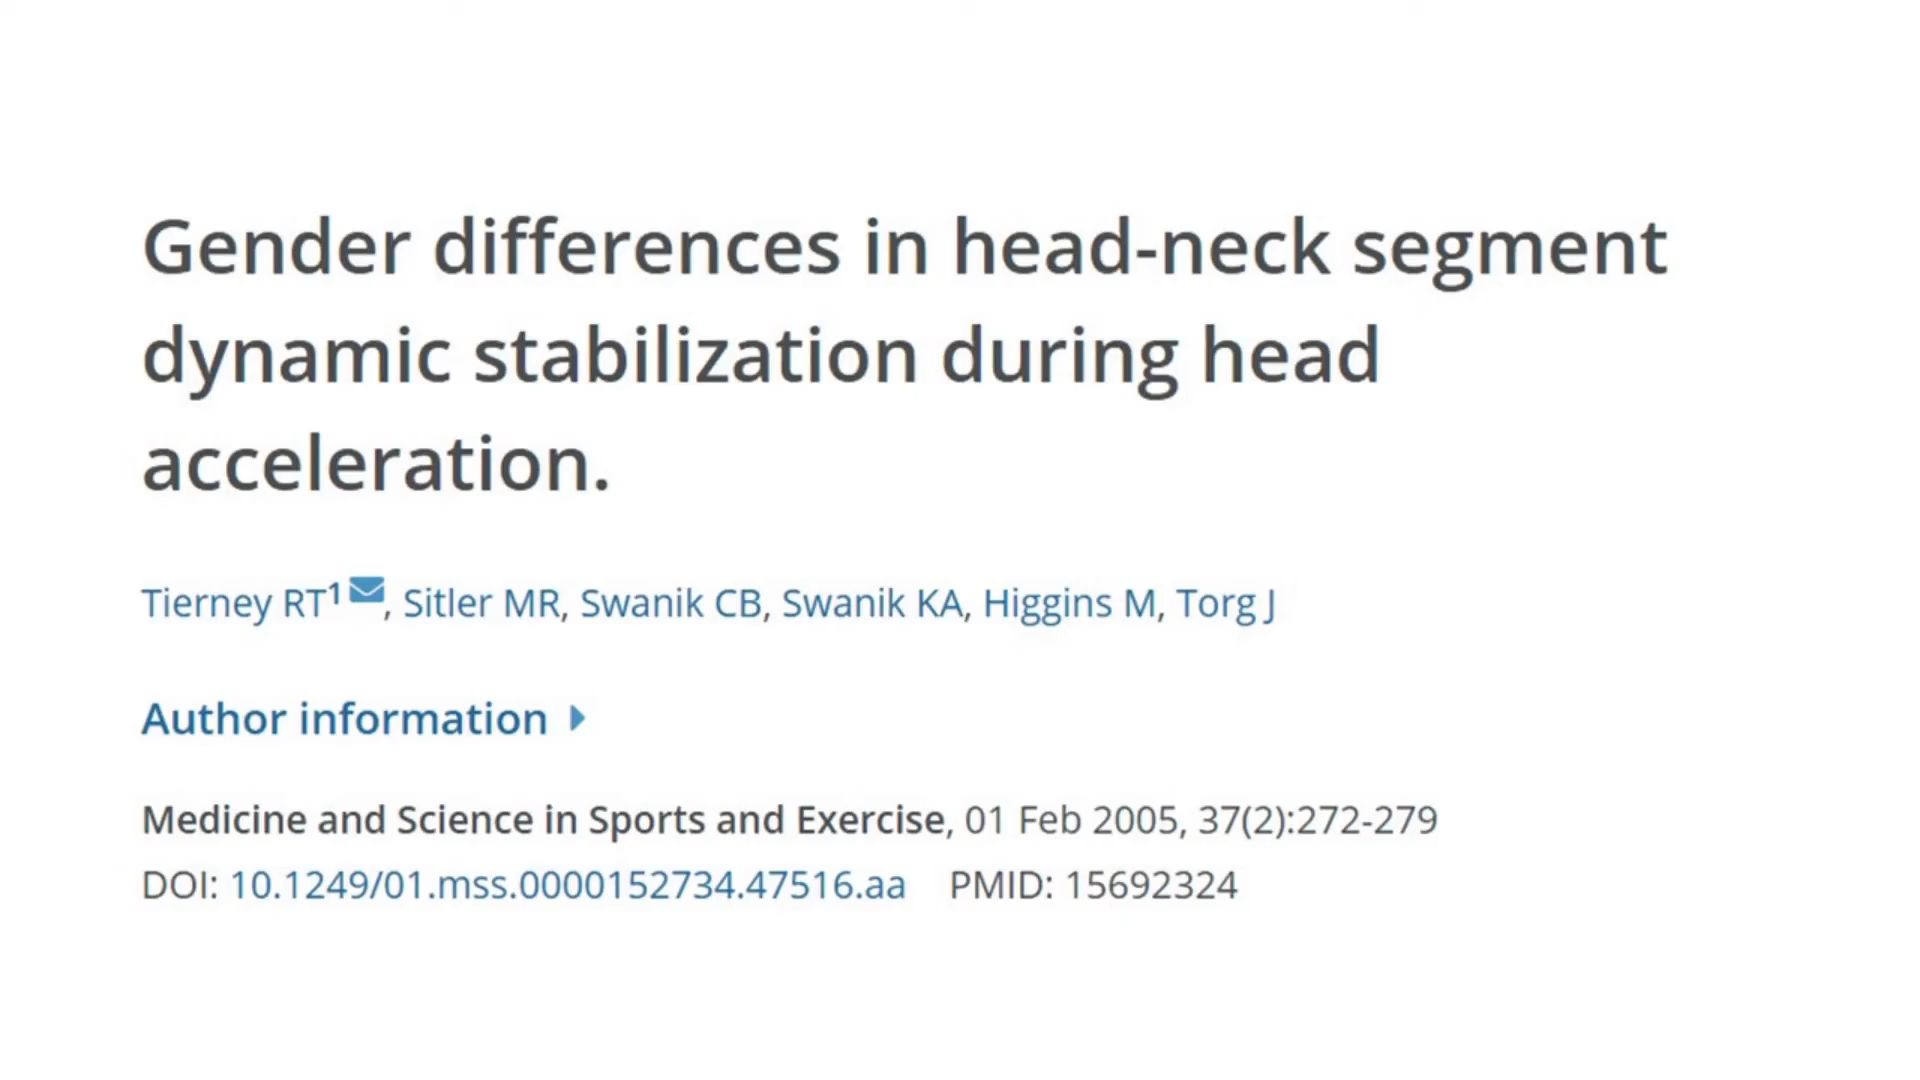 Gender differences in head-neck segment
dynamic stabilization during head
acceleration.
Tierney RT1, Sitler MR, Swanik CB, Swanik KA, Higgins M, Torg J
Author information
Medicine and Science in Sports and Exercise, 01 Feb 2005, 37(2):272-279
DOI: 10.1249/01.mss.0000152734.47516.aa PMID: 15692324